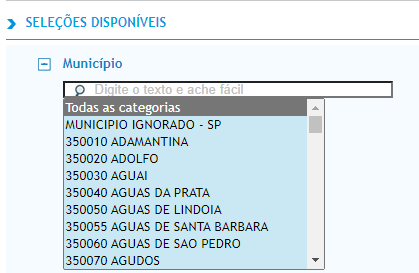 SELEÇÕES DISPONÍVEIS
Município
Digite o texto e ache fácil
Todas as categorias
MUNICIPIO IGNORADO - SP
350010 ADAMANTINA
350020 ADOLFO
350030 AGUAI
350040 AGUAS DA PRATA
350050 AGUAS DE LINDOIA
350055 AGUAS DE SANTA BARBARA
350060 AGUAS DE SAO PEDRO
350070 AGUDOS